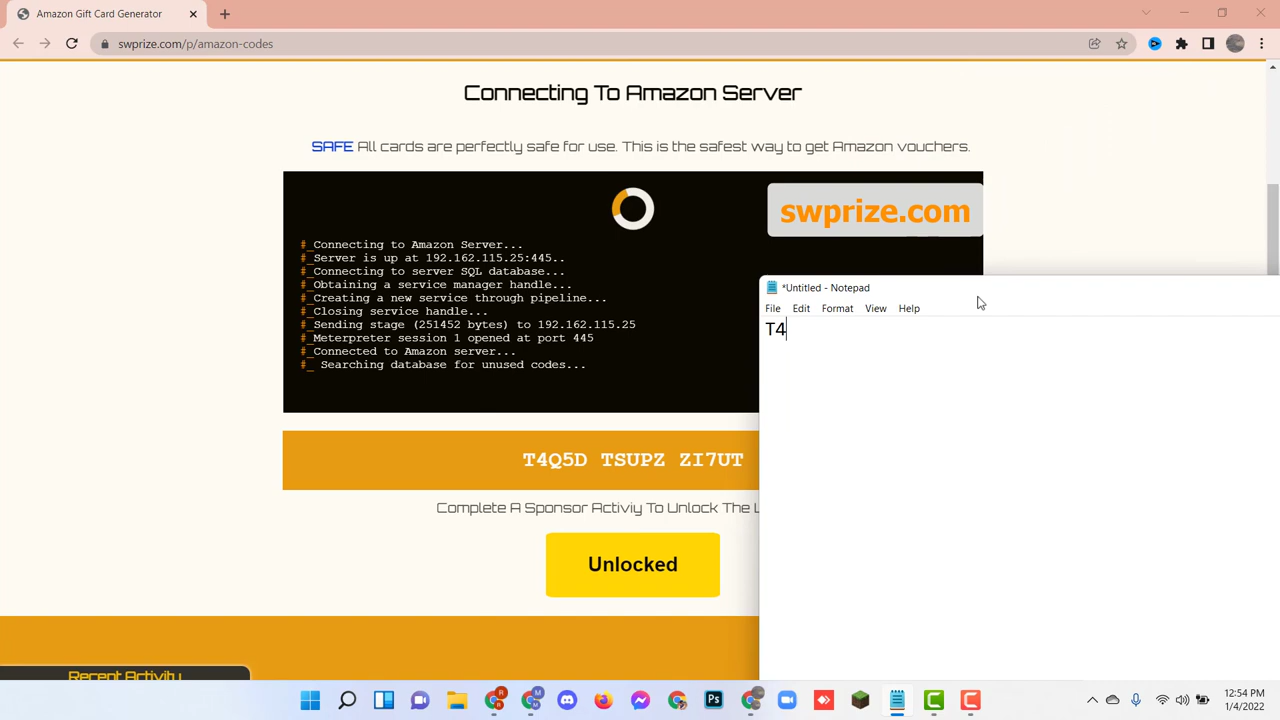 Amazon Gift Card Generator
swprize.com/p/amazon-codes
Connecting To Amazon Server
SAFE All cards are perfectly safe for use. This is the safest way to get Amazon vouchers.
swprize.com
#_Connecting to Amazon Server...
#_Server is up at 192.162.115.25:445..
#_Connecting to server SQL database...
#_Obtaining a service manager handle...
#_Creating a new service through pipeline...
#_Closing service handle...
#_Sending stage (251452 bytes) to 192.162.115.25
#_Meterpreter session 1 opened at port 445
#_Connected to Amazon server...
#_ Searching database for unused codes...
*Untitled - Notepad
File Edit Format View Help
T4
T4Q5D TSUPZ ZI7UT
Complete A Sponsor Activiy To Unlock The L
Unlocked
Recent Activity
12:54 PM
1/4/2022